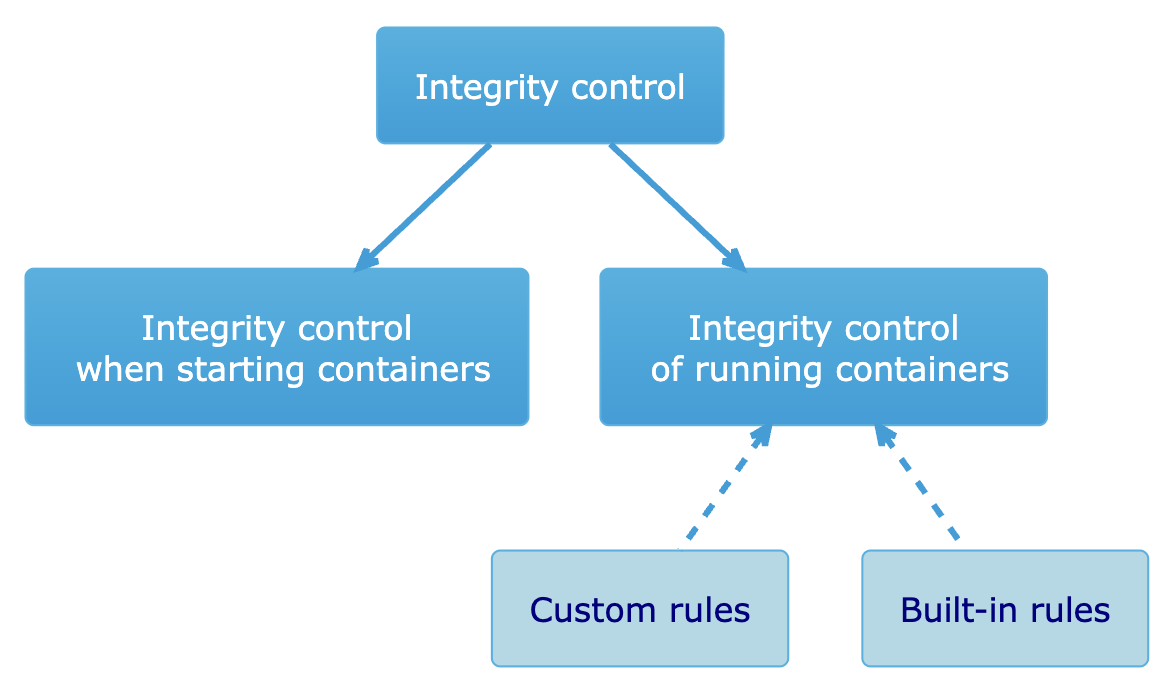 Integrity control
Integrity control
when starting containers
Integrity control
of running containers
Custom rules
Built-in rules